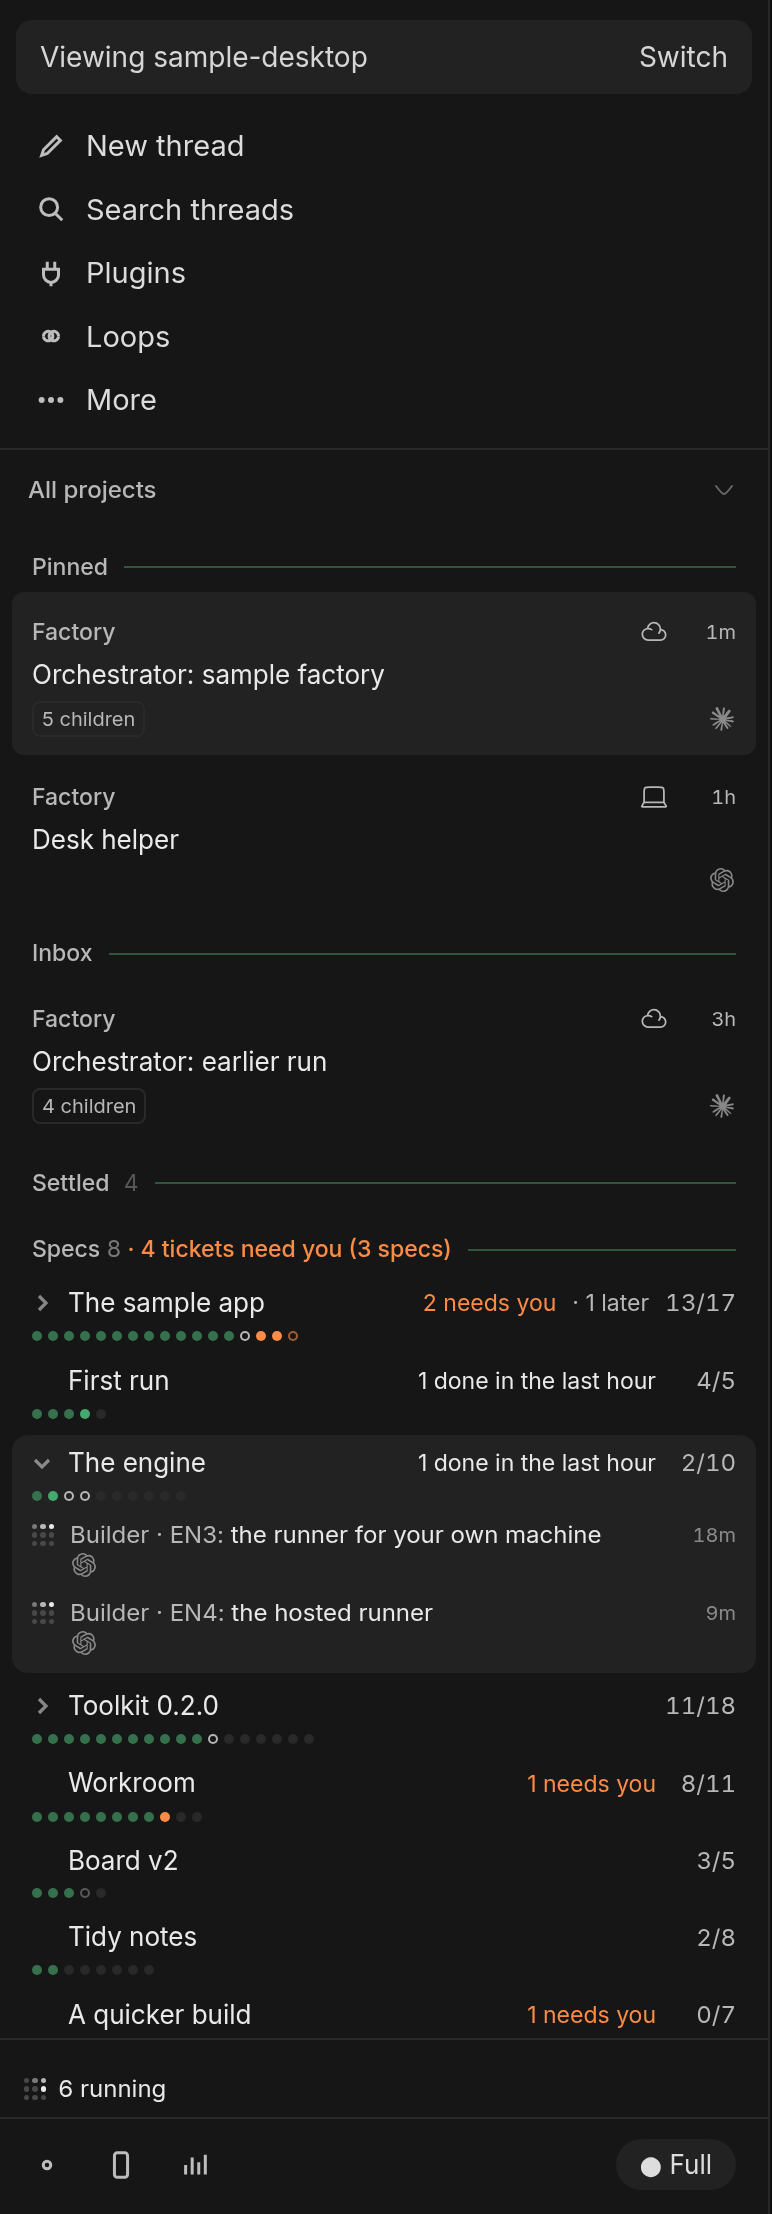 Viewing sample-desktop Switch
New thread
Search threads
Plugins
Loops
More
All projects
Pinned
Factory 1m
Orchestrator: sample factory
5 children
Factory 1h
Desk helper
Inbox
Factory 3h
Orchestrator: earlier run
4 children
Settled 4
Specs 8 · 4 tickets need you (3 specs)
The sample app 2 needs you · 1 later 13/17
First run 1 done in the last hour 4/5
The engine 1 done in the last hour 2/10
Builder · EN3: the runner for your own machine 18m
Builder · EN4: the hosted runner 9m
Toolkit 0.2.0 11/18
Workroom 1 needs you 8/11
Board v2 3/5
Tidy notes 2/8
A quicker build 1 needs you 0/7
6 running
Full